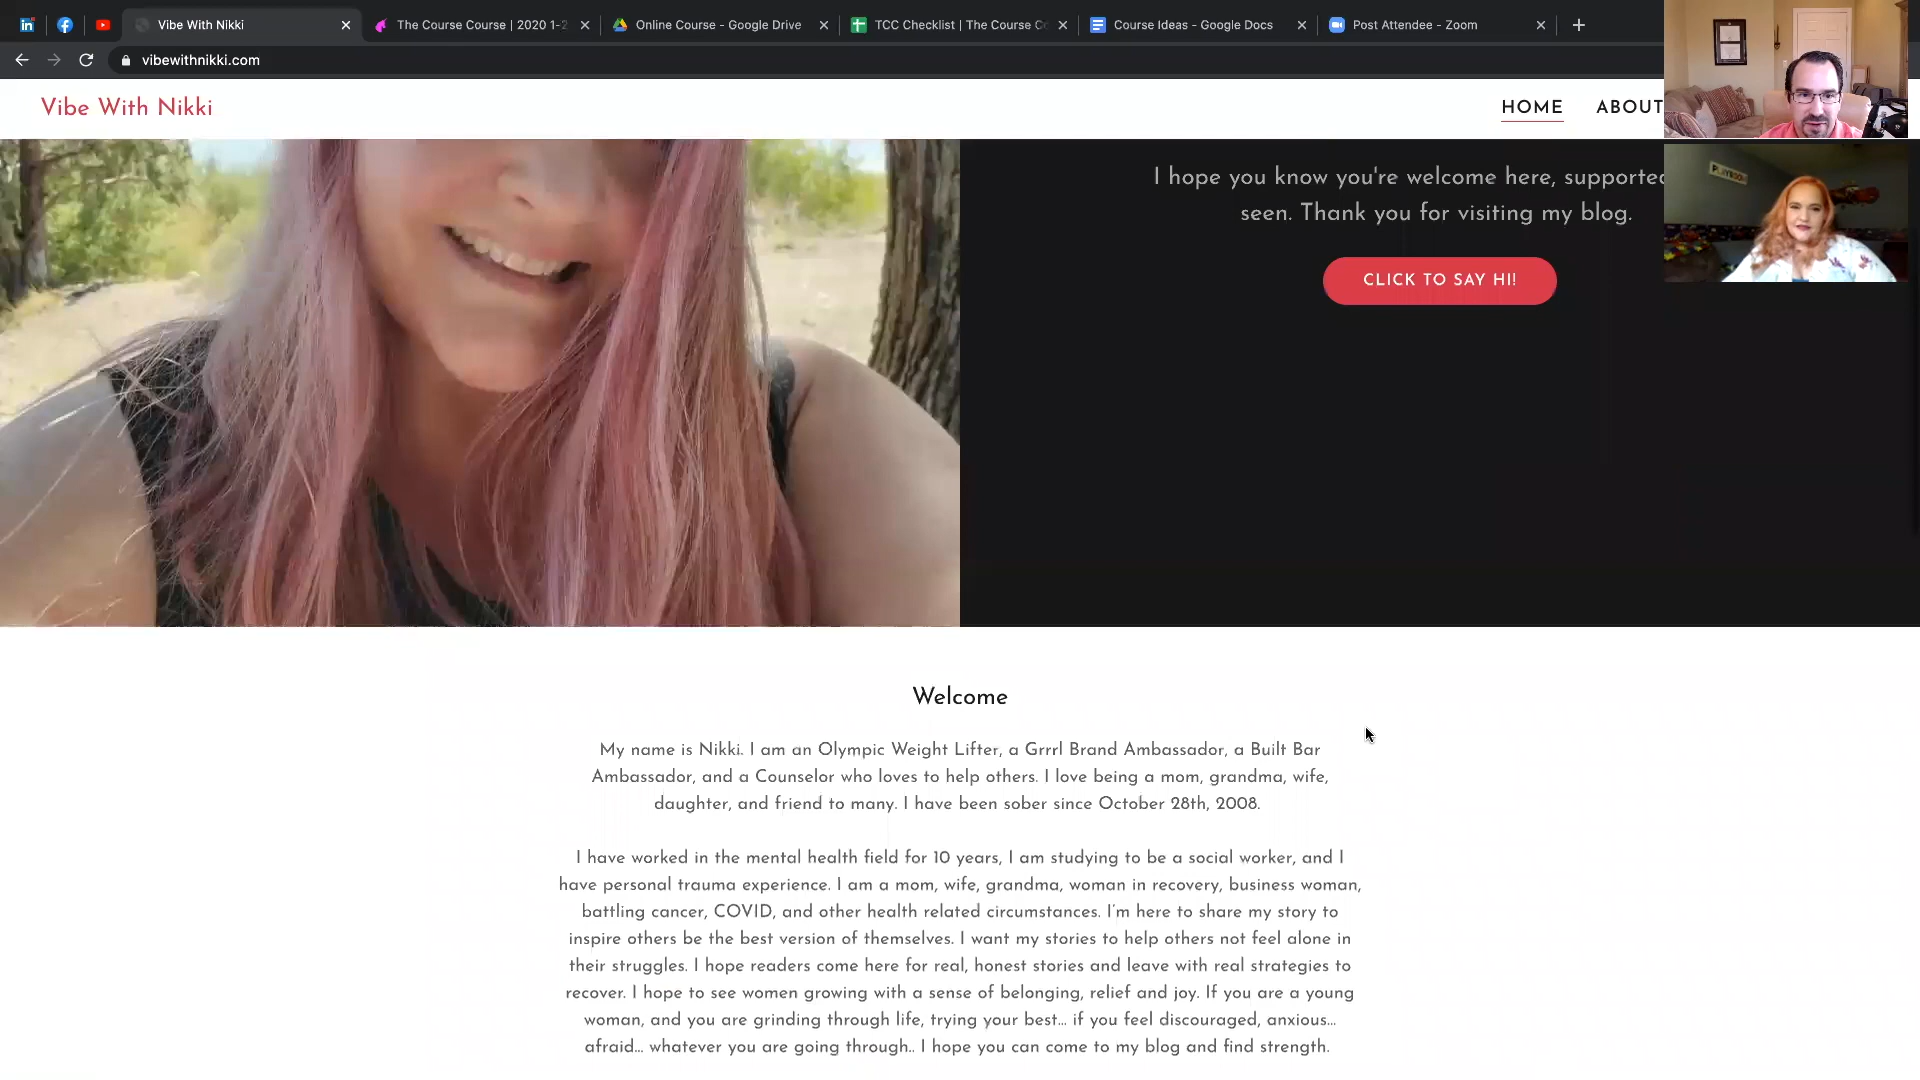 Vibe With Nikki
The Course Course | 2020 1-2
Online Course - Google Drive
TCC Checklist | The Course Co
Course Ideas - Google Docs
Post Attendee - Zoom
vibewithnikki.com
Vibe With Nikki
HOME
ABOUT
I hope you know you're welcome here, supported
seen. Thank you for visiting my blog.
CLICK TO SAY HI!
PLAYROOM
Welcome
My name is Nikki. I am an Olympic Weight Lifter, a Grrrl Brand Ambassador, a Built Bar
Ambassador, and a Counselor who loves to help others. I love being a mom, grandma, wife,
daughter, and friend to many. I have been sober since October 28th, 2008.
I have worked in the mental health field for 10 years, I am studying to be a social worker, and I
have personal trauma experience. I am a mom, wife, grandma, woman in recovery, business woman,
battling cancer, COVID, and other health related circumstances. I'm here to share my story to
inspire others be the best version of themselves. I want my stories to help others not feel alone in
their struggles. I hope readers come here for real, honest stories and leave with real strategies to
recover. I hope to see women growing with a sense of belonging, relief and joy. If you are a young
woman, and you are grinding through life, trying your best... if you feel discouraged, anxious...
afraid... whatever you are going through.. I hope you can come to my blog and find strength.